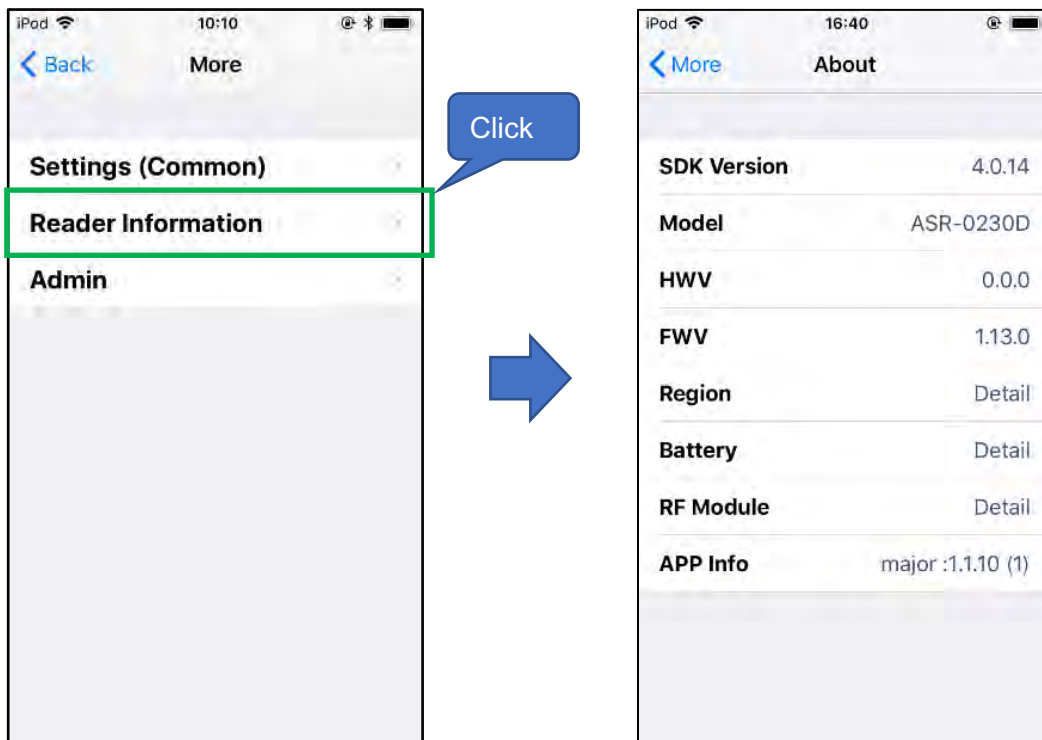 iPod 10:10
Back More
Settings (Common)
Reader Information
Admin
Click
iPod 16:40
More About
SDK Version 4.0.14
Model ASR-0230D
HWV 0.0.0
FWV 1.13.0
Region Detail
Battery Detail
RF Module Detail
APP Info major :1.1.10 (1)